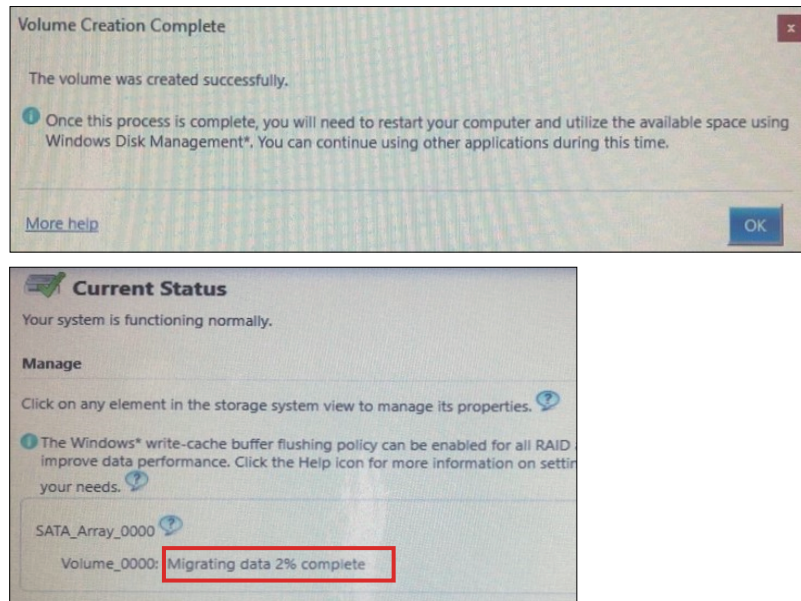 Volume Creation Complete
x
The volume was created successfully.
Once this process is complete, you will need to restart your computer and utilize the available space using
Windows Disk Management*. You can continue using other applications during this time.
More help
OK
Current Status
Your system is functioning normally.
Manage
Click on any element in the storage system view to manage its properties. ?
The Windows* write-cache buffer flushing policy can be enabled for all RAID
improve data performance. Click the Help icon for more information on
your needs. ?
SATA_Array_0000 ?
Volume_0000: Migrating data 2% complete